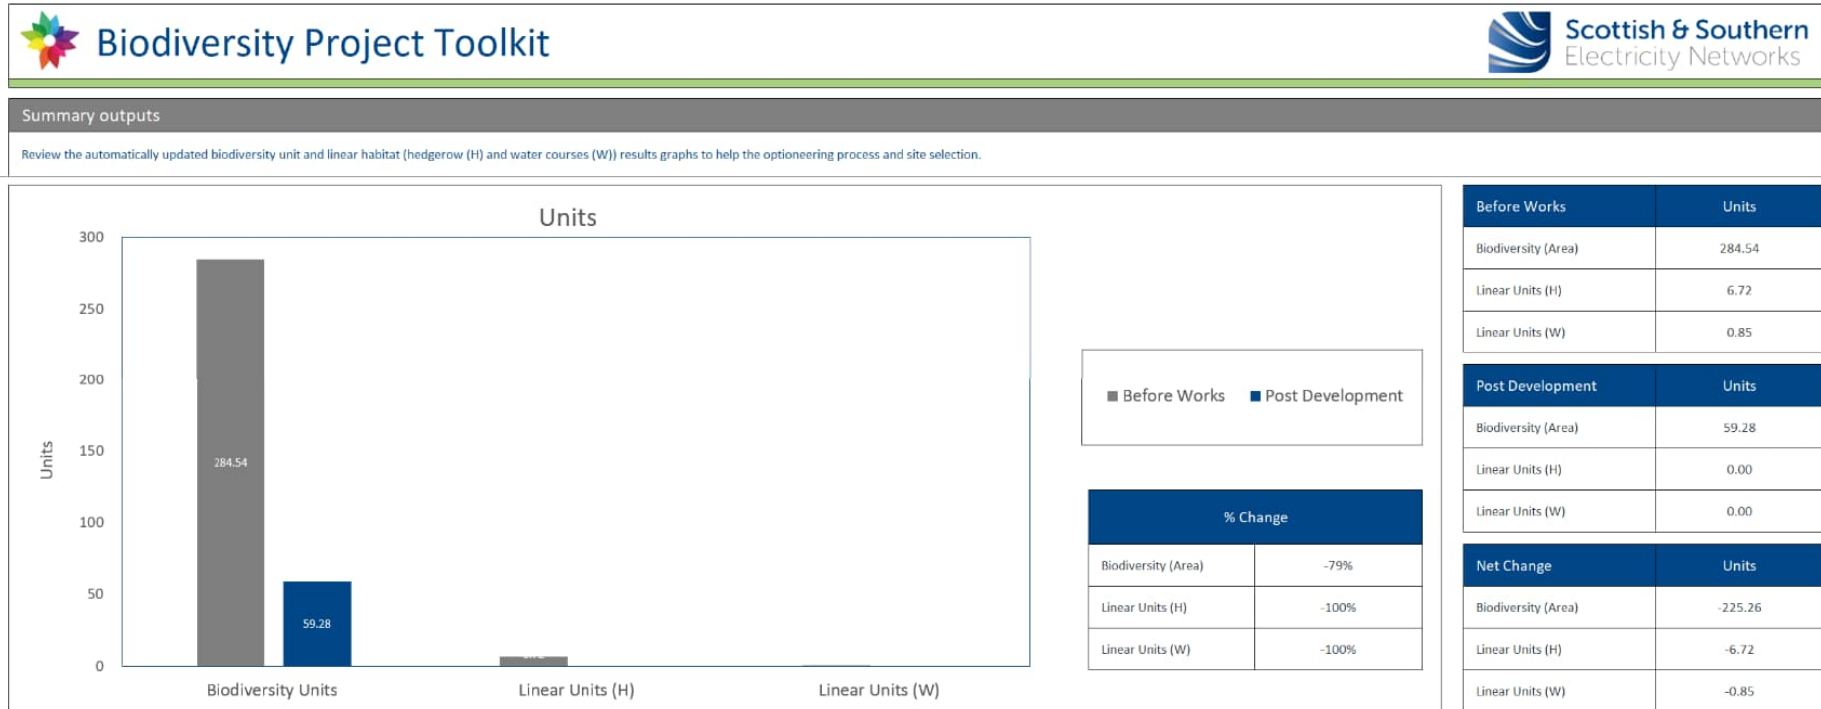 Biodiversity Project Toolkit
Scottish & Southern
Electricity Networks
Summary outputs
Review the automatically updated biodiversity unit and linear habitat (hedgerow (H) and water courses (W)) results graphs to help the optioneering process and site selection.
Units
300
250
200
150
100
50
0
Units
284.54
59.28
Biodiversity Units
Linear Units (H)
Linear Units (W)
Before Works
Post Development
% Change
Biodiversity (Area) -79%
Linear Units (H) -100%
Linear Units (W) -100%
Before Works Units
Biodiversity (Area) 284.54
Linear Units (H) 6.72
Linear Units (W) 0.85
Post Development Units
Biodiversity (Area) 59.28
Linear Units (H) 0.00
Linear Units (W) 0.00
Net Change Units
Biodiversity (Area) -225.26
Linear Units (H) -6.72
Linear Units (W) -0.85